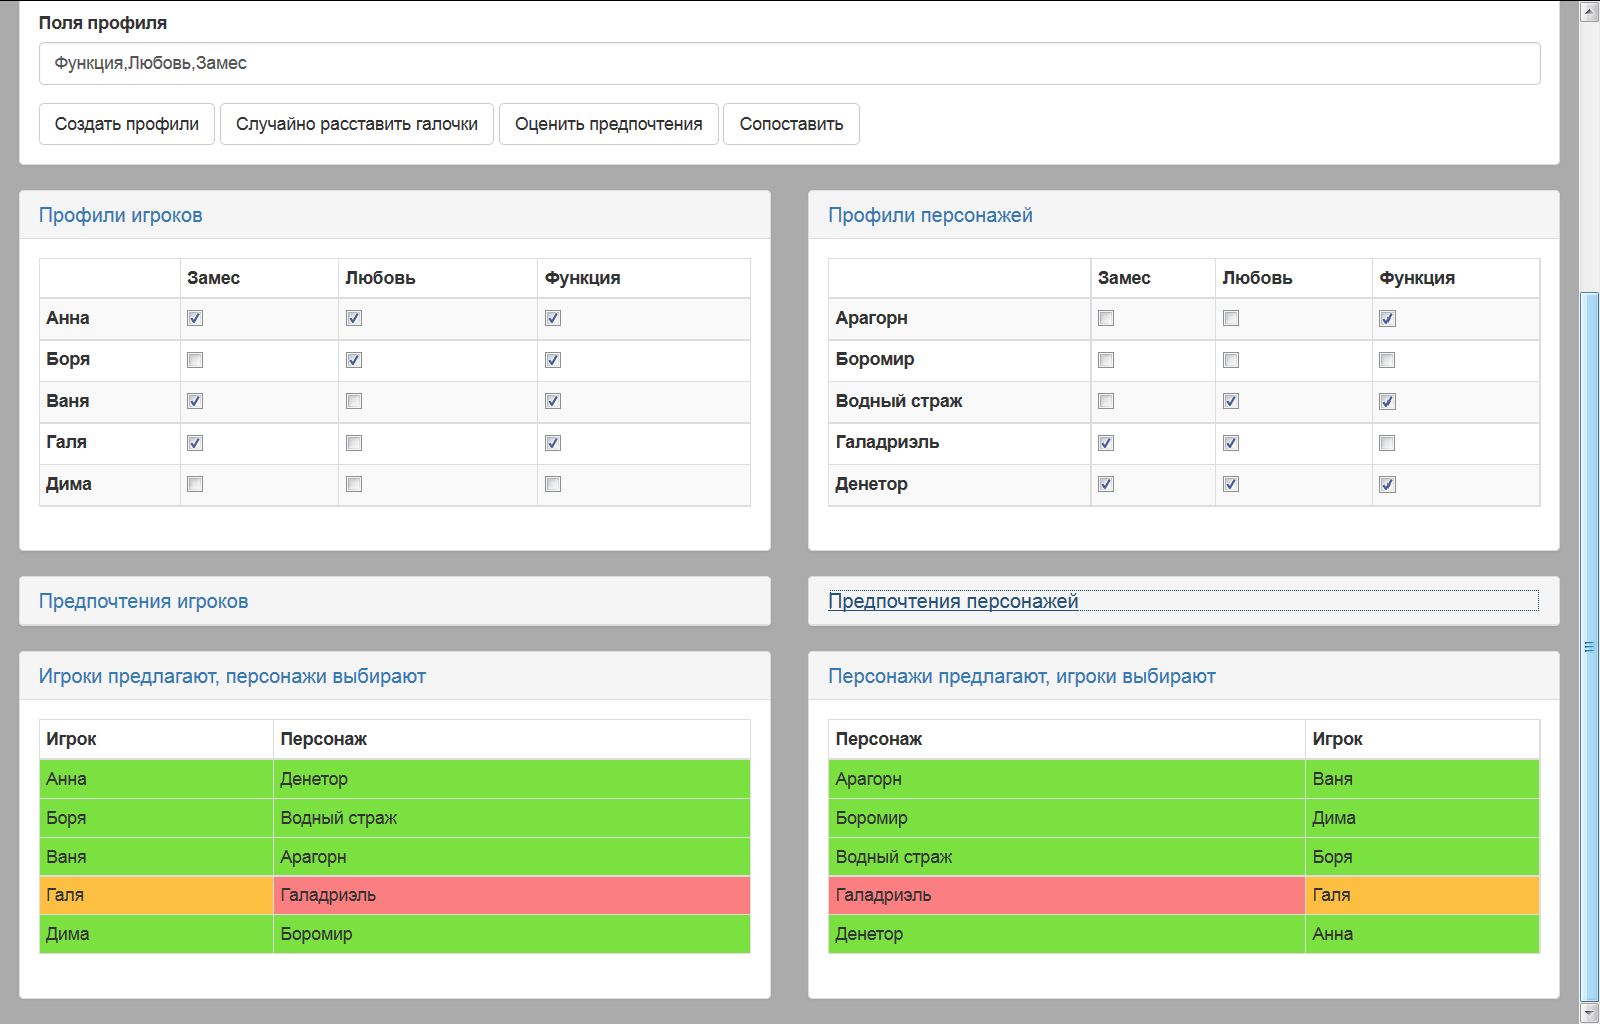 Поля профиля
Функция,Любовь,Замес
Создать профили Случайно расставить галочки Оценить предпочтения Сопоставить
Профили игроков
Замес Любовь Функция
Анна
Боря
Ваня
Галя
Дима
Профили персонажей
Замес Любовь Функция
Арагорн
Боромир
Водный страж
Галадриэль
Денетор
Предпочтения игроков
Предпочтения персонажей
Игроки предлагают, персонажи выбирают
Игрок Персонаж
Анна Денетор
Боря Водный страж
Ваня Арагорн
Галя Галадриэль
Дима Боромир
Персонажи предлагают, игроки выбирают
Персонаж Игрок
Арагорн Ваня
Боромир Дима
Водный страж Боря
Галадриэль Галя
Денетор Анна